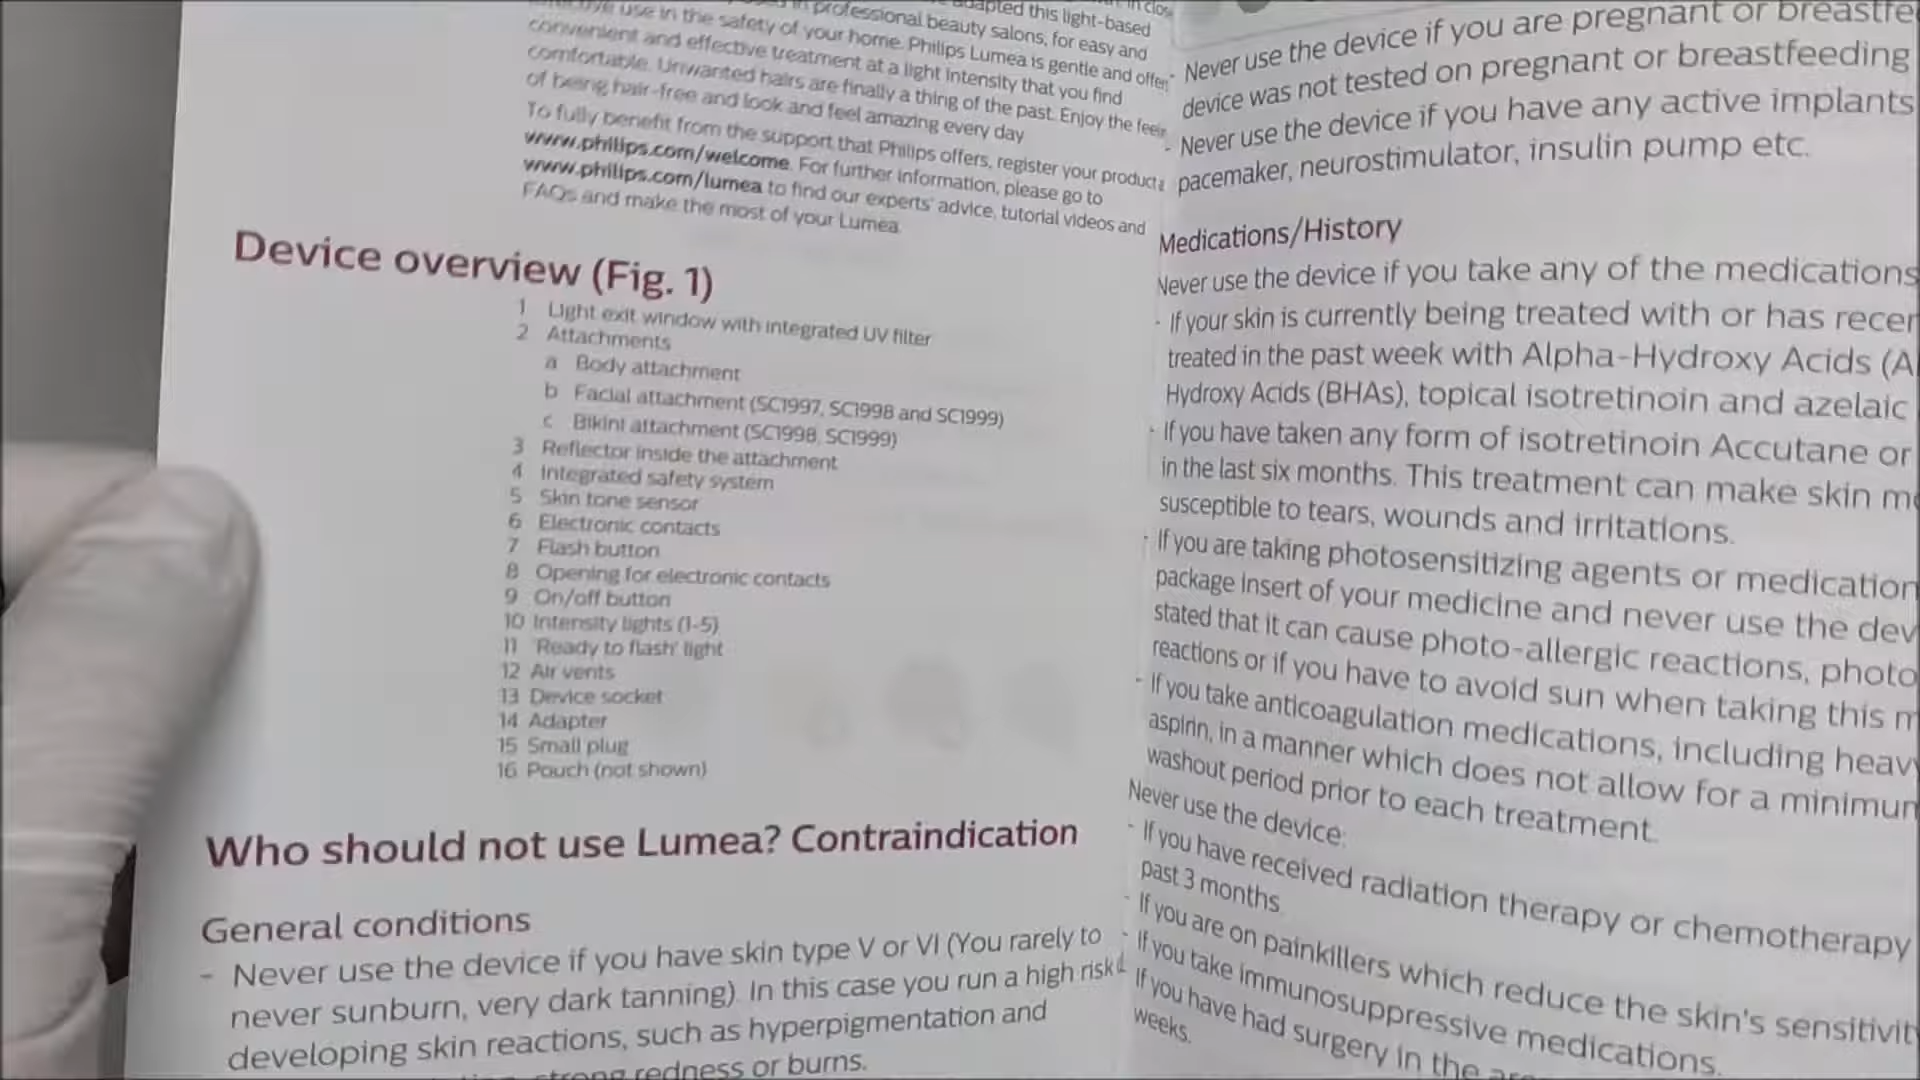 adapted this light-based
in professional beauty salons, for easy and
use in the safety of your home. Philips Lumea is gentle and offer
convenient and effective treatment at a light intensity that you find
comfortable. Unwanted hairs are finally a thing of the past. Enjoy the feel
of being hair-free and look and feel amazing every day
To fully benefit from the support that Philips offers, register your product
www.philips.com/welcome. For further information, please go to
www.philips.com/lumea to find our experts' advice, tutorial videos and
FAQs and make the most of your Lumea
Device overview (Fig. 1)
1 Light exit window with integrated UV filter
2 Attachments
a Body attachment
b Facial attachment (SC1997, SC1998 and SC1999)
c Bikini attachment (SC1998, SC1999)
3 Reflector inside the attachment
4 Integrated safety system
5 Skin tone sensor
6 Electronic contacts
7 Flash button
8 Opening for electronic contacts
9 On/off button
10 Intensity lights (1-5)
11 'Ready to flash' light
12 Air vents
13 Device socket
14 Adapter
15 Small plug
16 Pouch (not shown)
Who should not use Lumea? Contraindication
General conditions
- Never use the device if you have skin type V or VI (You rarely to
never sunburn, very dark tanning). In this case you run a high risk
developing skin reactions, such as hyperpigmentation and
strong redness or burns.
- Never use the device if you are pregnant or breastfe
device was not tested on pregnant or breastfeeding
- Never use the device if you have any active implants
pacemaker, neurostimulator, insulin pump etc.
Medications/History
Never use the device if you take any of the medications
- If your skin is currently being treated with or has recen
treated in the past week with Alpha-Hydroxy Acids (A
Hydroxy Acids (BHAs), topical isotretinoin and azelaic
- If you have taken any form of isotretinoin Accutane or
in the last six months. This treatment can make skin mo
susceptible to tears, wounds and irritations.
- If you are taking photosensitizing agents or medication
package insert of your medicine and never use the dev
stated that it can cause photo-allergic reactions, photo
reactions or if you have to avoid sun when taking this m
- If you take anticoagulation medications, including heavy
aspirin, in a manner which does not allow for a minimum
washout period prior to each treatment.
Never use the device:
- If you have received radiation therapy or chemotherapy
past 3 months.
- If you are on painkillers which reduce the skin's sensitivit
- If you take immunosuppressive medications.
If you have had surgery in the
weeks.